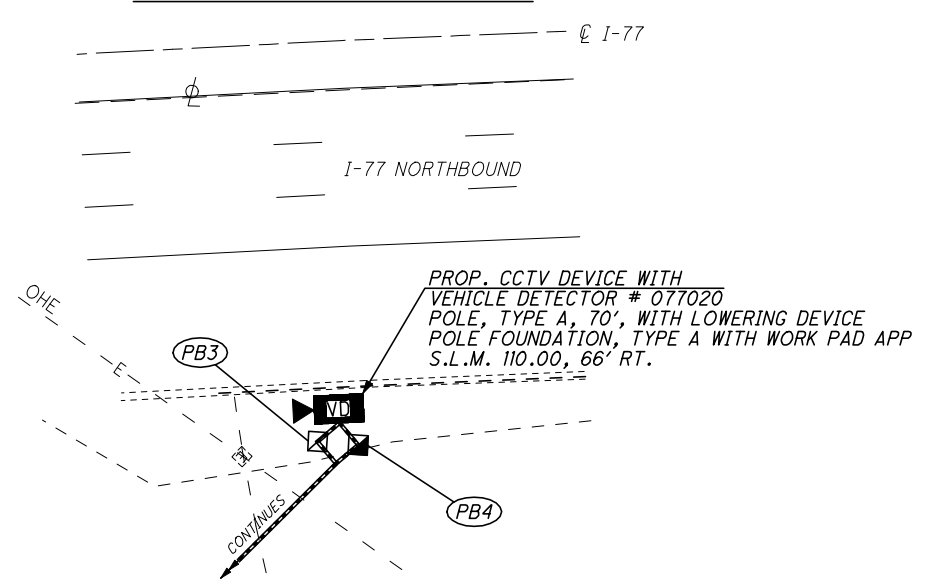 ℄ I-77
I-77 NORTHBOUND
PROP. CCTV DEVICE WITH
VEHICLE DETECTOR # 077020
POLE, TYPE A, 70', WITH LOWERING DEVICE
POLE FOUNDATION, TYPE A WITH WORK PAD APP
S.L.M. 110.00, 66' RT.
OHE
E
PB3
VD
PB4
CONTINUES